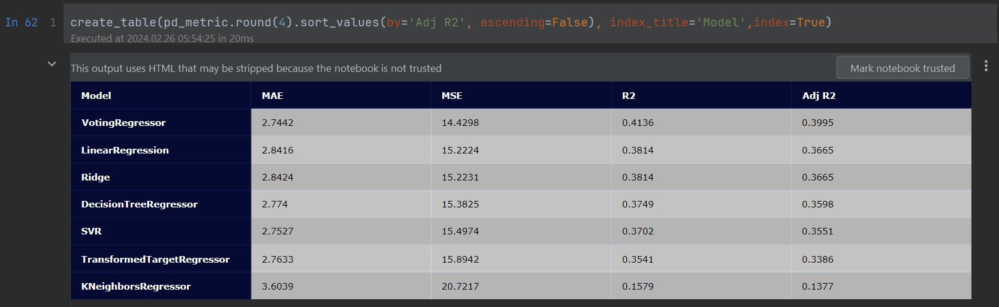 In 62 1 create_table(pd_metric.round(4).sort_values(by='Adj R2', ascending=False), index_title='Model',index=True)
Executed at 2024.02.26 05:54:25 in 20ms
This output uses HTML that may be stripped because the notebook is not trusted Mark notebook trusted
Model MAE MSE R2 Adj R2
VotingRegressor 2.7442 14.4298 0.4136 0.3995
LinearRegression 2.8416 15.2224 0.3814 0.3665
Ridge 2.8424 15.2231 0.3814 0.3665
DecisionTreeRegressor 2.774 15.3825 0.3749 0.3598
SVR 2.7527 15.4974 0.3702 0.3551
TransformedTargetRegressor 2.7633 15.8942 0.3541 0.3386
KNeighborsRegressor 3.6039 20.7217 0.1579 0.1377